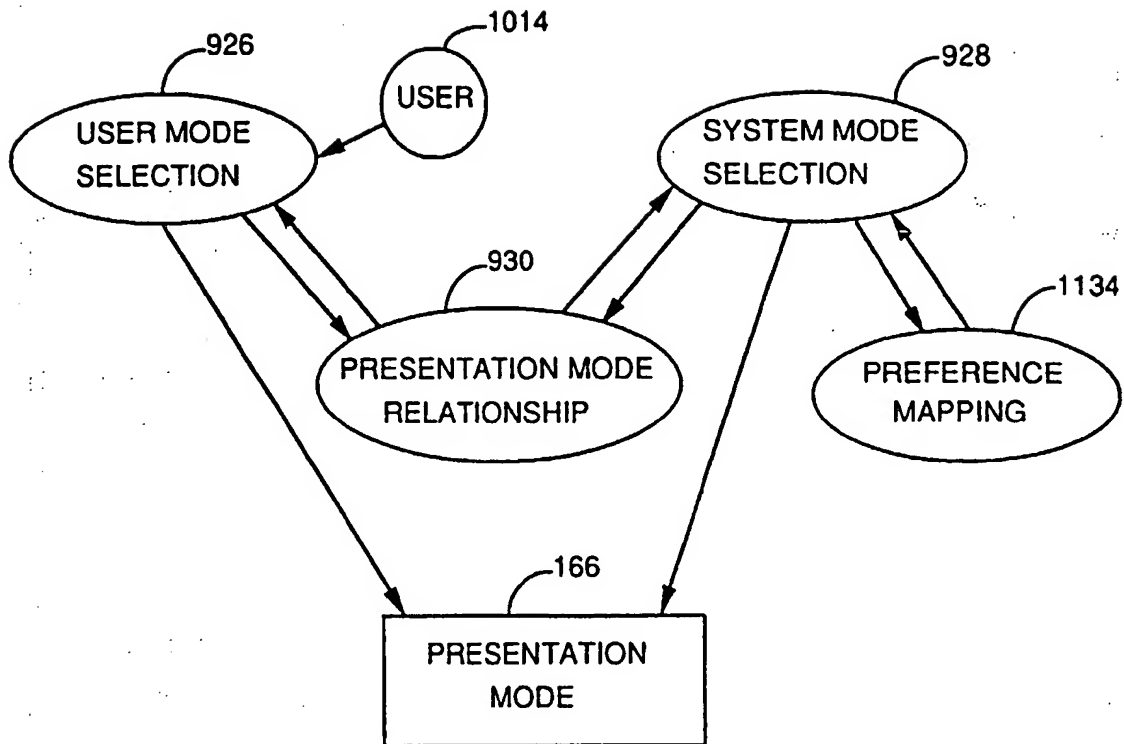 1014
926
USER
928
USER MODE
SELECTION
SYSTEM MODE
SELECTION
930
1134
PRESENTATION MODE
RELATIONSHIP
PREFERENCE
MAPPING
166
PRESENTATION
MODE